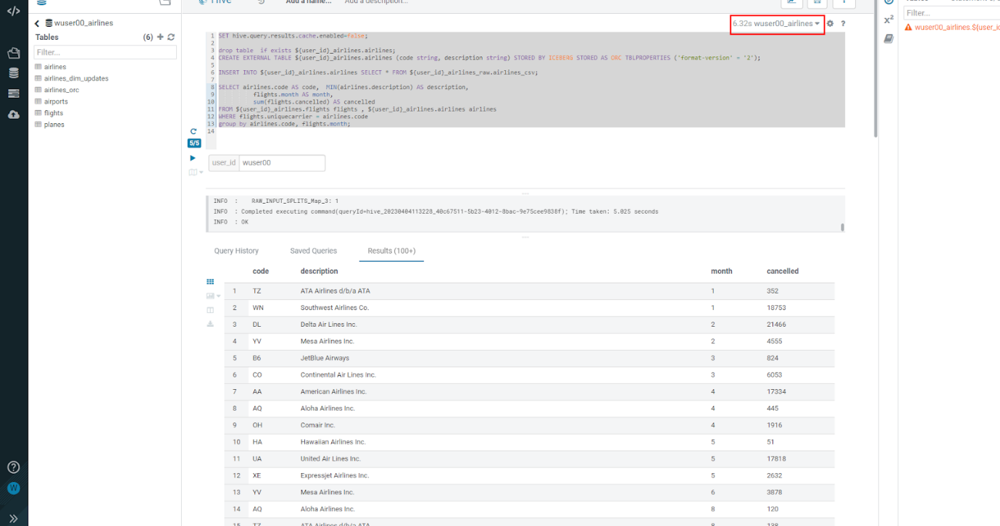 Hive
Add a name...
Add a description...
wuser00_airlines
Tables
(6)
Filter...
airlines
airlines_dim_updates
airlines_orc
airports
flights
planes
W
6.32s wuser00_airlines
?
1 SET hive.query.results.cache.enabled=false;
2
3 drop table  if exists ${user_id}_airlines.airlines;
4 CREATE EXTERNAL TABLE ${user_id}_airlines.airlines (code string, description string) STORED BY ICEBERG STORED AS ORC TBLPROPERTIES ('format-version' = '2');
5
6 INSERT INTO ${user_id}_airlines.airlines SELECT * FROM ${user_id}_airlines_raw.airlines_csv;
7
8 SELECT airlines.code AS code,  MIN(airlines.description) AS description,
9 flights.month AS month,
10 sum(flights.cancelled) AS cancelled
11 FROM ${user_id}_airlines.flights flights , ${user_id}_airlines.airlines airlines
12 WHERE flights.uniquecarrier = airlines.code
13 group by airlines.code, flights.month;
14
5/5
user_id wuser00
INFO  :    RAW_INPUT_SPLITS_Map_3: 1
INFO  : Completed executing command(queryId=hive_20230404113228_40c67511-5b23-4012-8bac-9e75cee9838f); Time taken: 5.025 seconds
INFO  : OK
Query History
Saved Queries
Results (100+)
code description month cancelled
1 TZ ATA Airlines d/b/a ATA 1 352
2 WN Southwest Airlines Co. 1 18753
3 DL Delta Air Lines Inc. 2 21466
4 YV Mesa Airlines Inc. 2 4555
5 B6 JetBlue Airways 3 824
6 CO Continental Air Lines Inc. 3 6053
7 AA American Airlines Inc. 4 17334
8 AQ Aloha Airlines Inc. 4 445
9 OH Comair Inc. 4 1916
10 HA Hawaiian Airlines Inc. 5 51
11 UA United Air Lines Inc. 5 17818
12 XE Expressjet Airlines Inc. 5 2632
13 YV Mesa Airlines Inc. 6 3878
14 AQ Aloha Airlines Inc. 8 120
15 TZ ATA Airlines d/b/a ATA 8 138
x²
Tables
Filter...
wuser00_airlines.${user_id